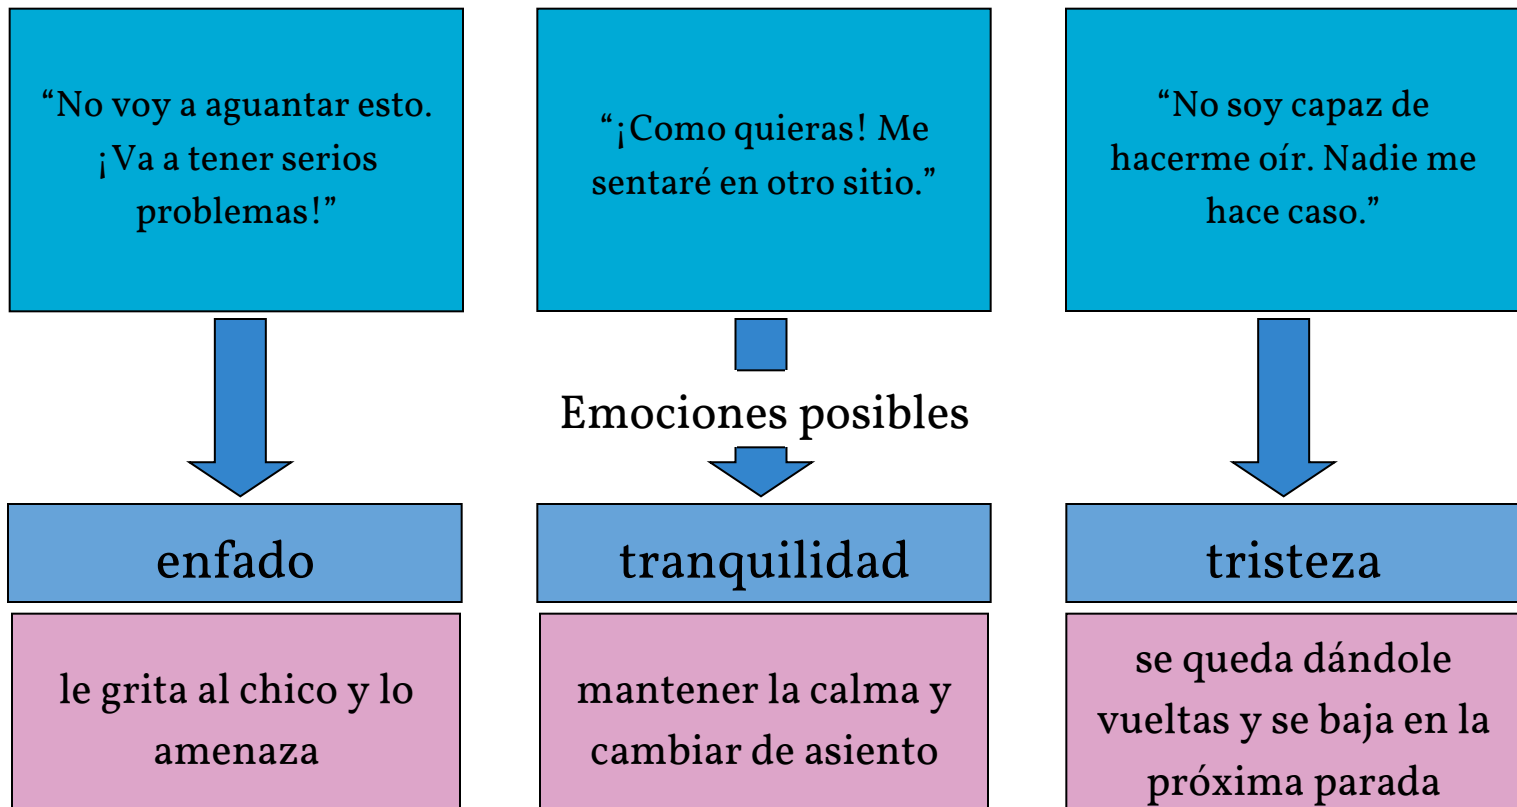 “No voy a aguantar esto.
¡Va a tener serios
problemas!”
“¡Como quieras! Me
sentaré en otro sitio.”
“No soy capaz de
hacerme oír. Nadie me
hace caso.”
Emociones posibles
enfado
tranquilidad
tristeza
le grita al chico y lo
amenaza
mantener la calma y
cambiar de asiento
se queda dándole
vueltas y se baja en la
próxima parada